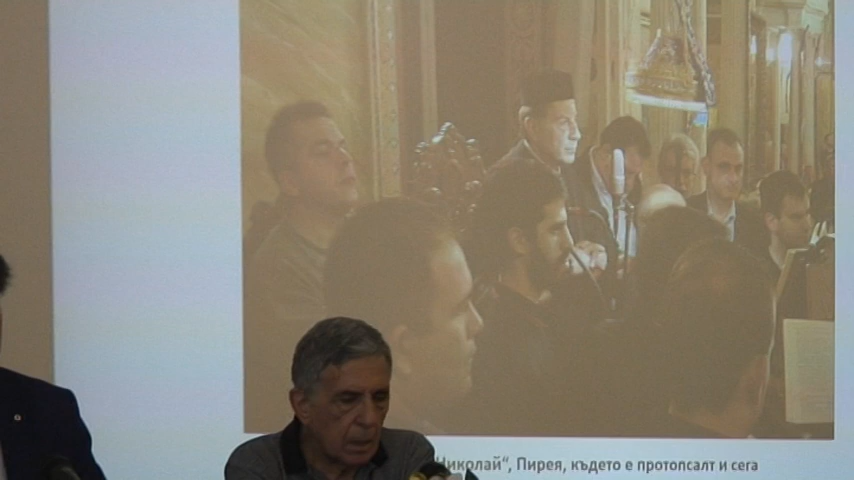 Николай“, Пирея, където е протопсалт и сега